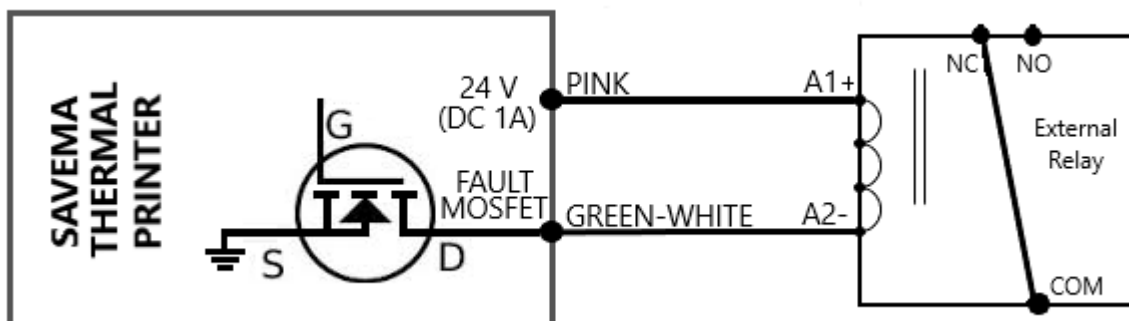 SAVEMA
THERMAL
PRINTER
24 V
(DC 1A)
PINK
A1+
G
FAULT
MOSFET
GREEN-WHITE
A2-
S
D
NC
NO
External
Relay
COM